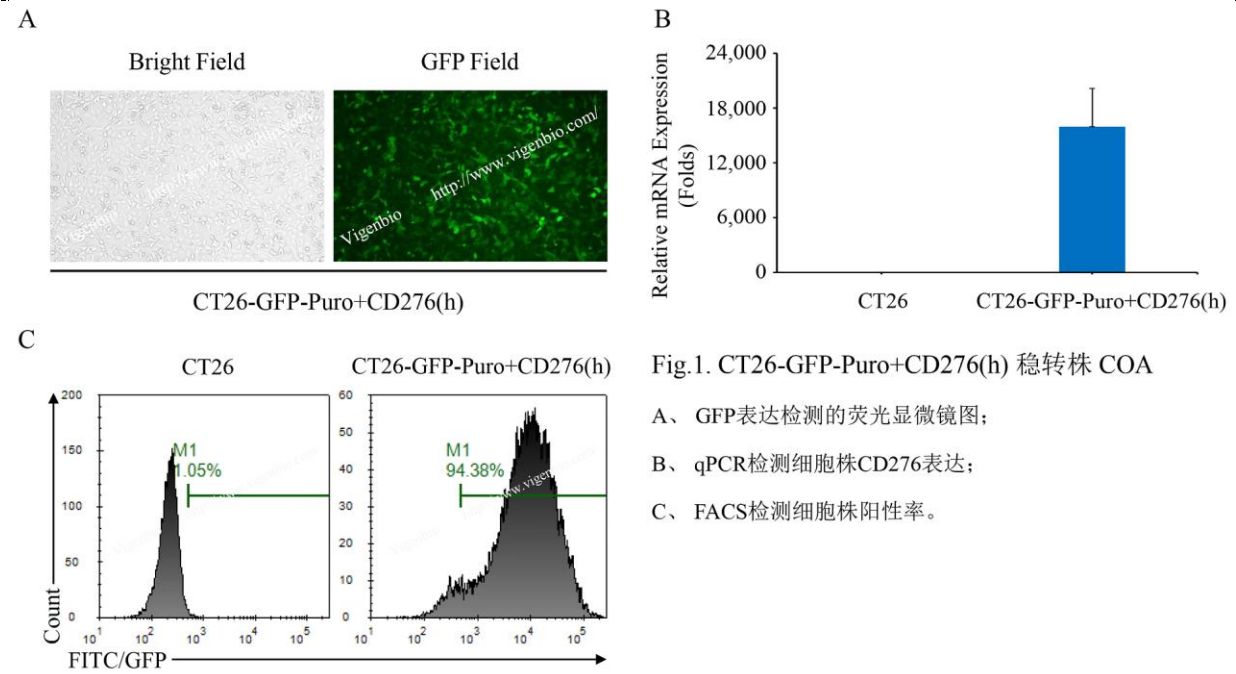 A
Bright Field
GFP Field
Vigenbio
http://www.vigenbio.com/
CT26-GFP-Puro+CD276(h)
B
Relative mRNA Expression
(Folds)
24,000
18,000
12,000
6,000
0
CT26
CT26-GFP-Puro+CD276(h)
C
CT26
CT26-GFP-Puro+CD276(h)
Count
200
150
100
50
0
M1
1.05%
10¹ 10² 10³ 10⁴ 10⁵
60
50
40
30
20
10
0
M1
94.38%
10¹ 10² 10³ 10⁴ 10⁵
FITC/GFP
Fig.1. CT26-GFP-Puro+CD276(h) 稳转株 COA
A、 GFP表达检测的荧光显微镜图；
B、 qPCR检测细胞株CD276表达；
C、 FACS检测细胞株阳性率。